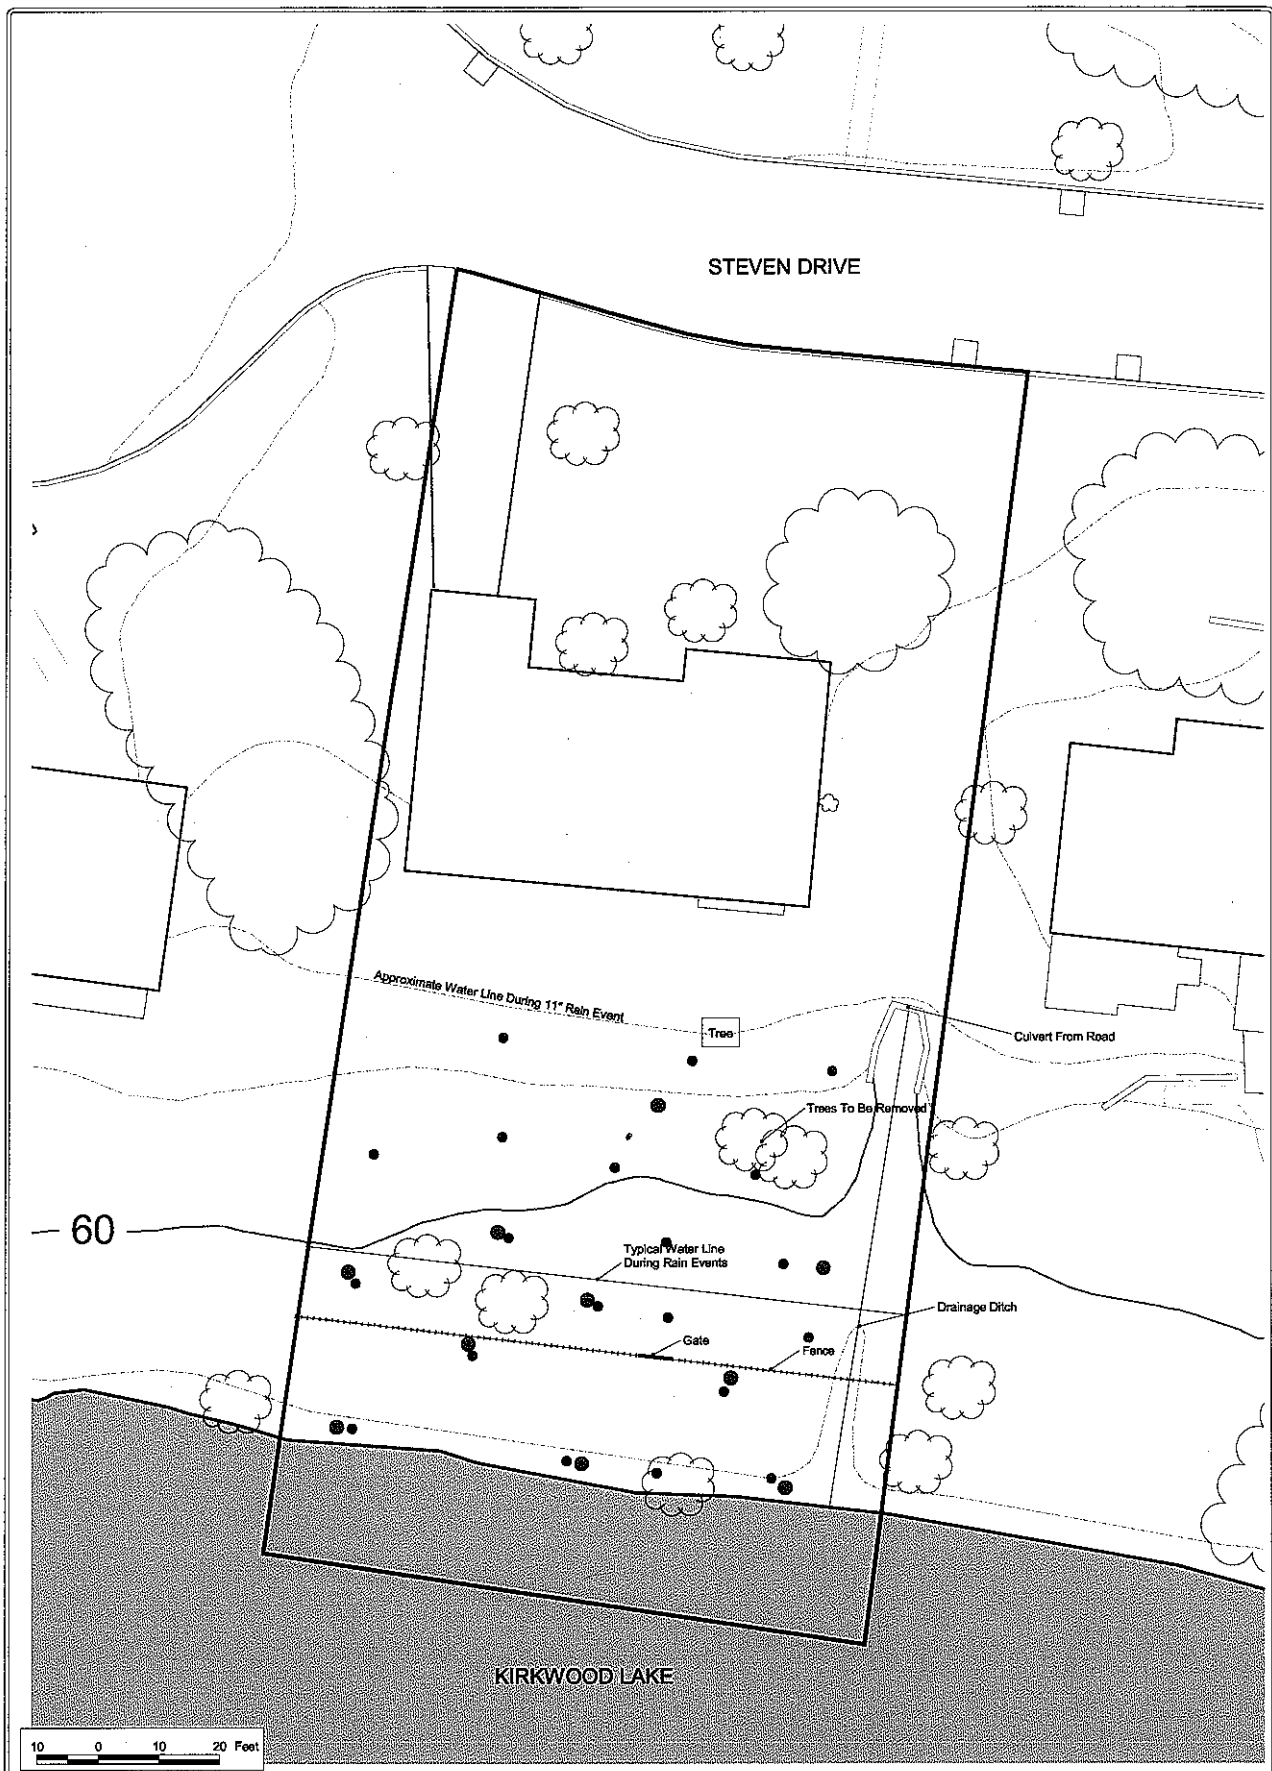 STEVEN DRIVE
Approximate Water Line During 11" Rain Event
Tree
Culvert From Road
Trees To Be Removed
60
Typical Water Line
During Rain Events
Drainage Ditch
Gate
Fence
KIRKWOOD LAKE
10 0 10 20 Feet